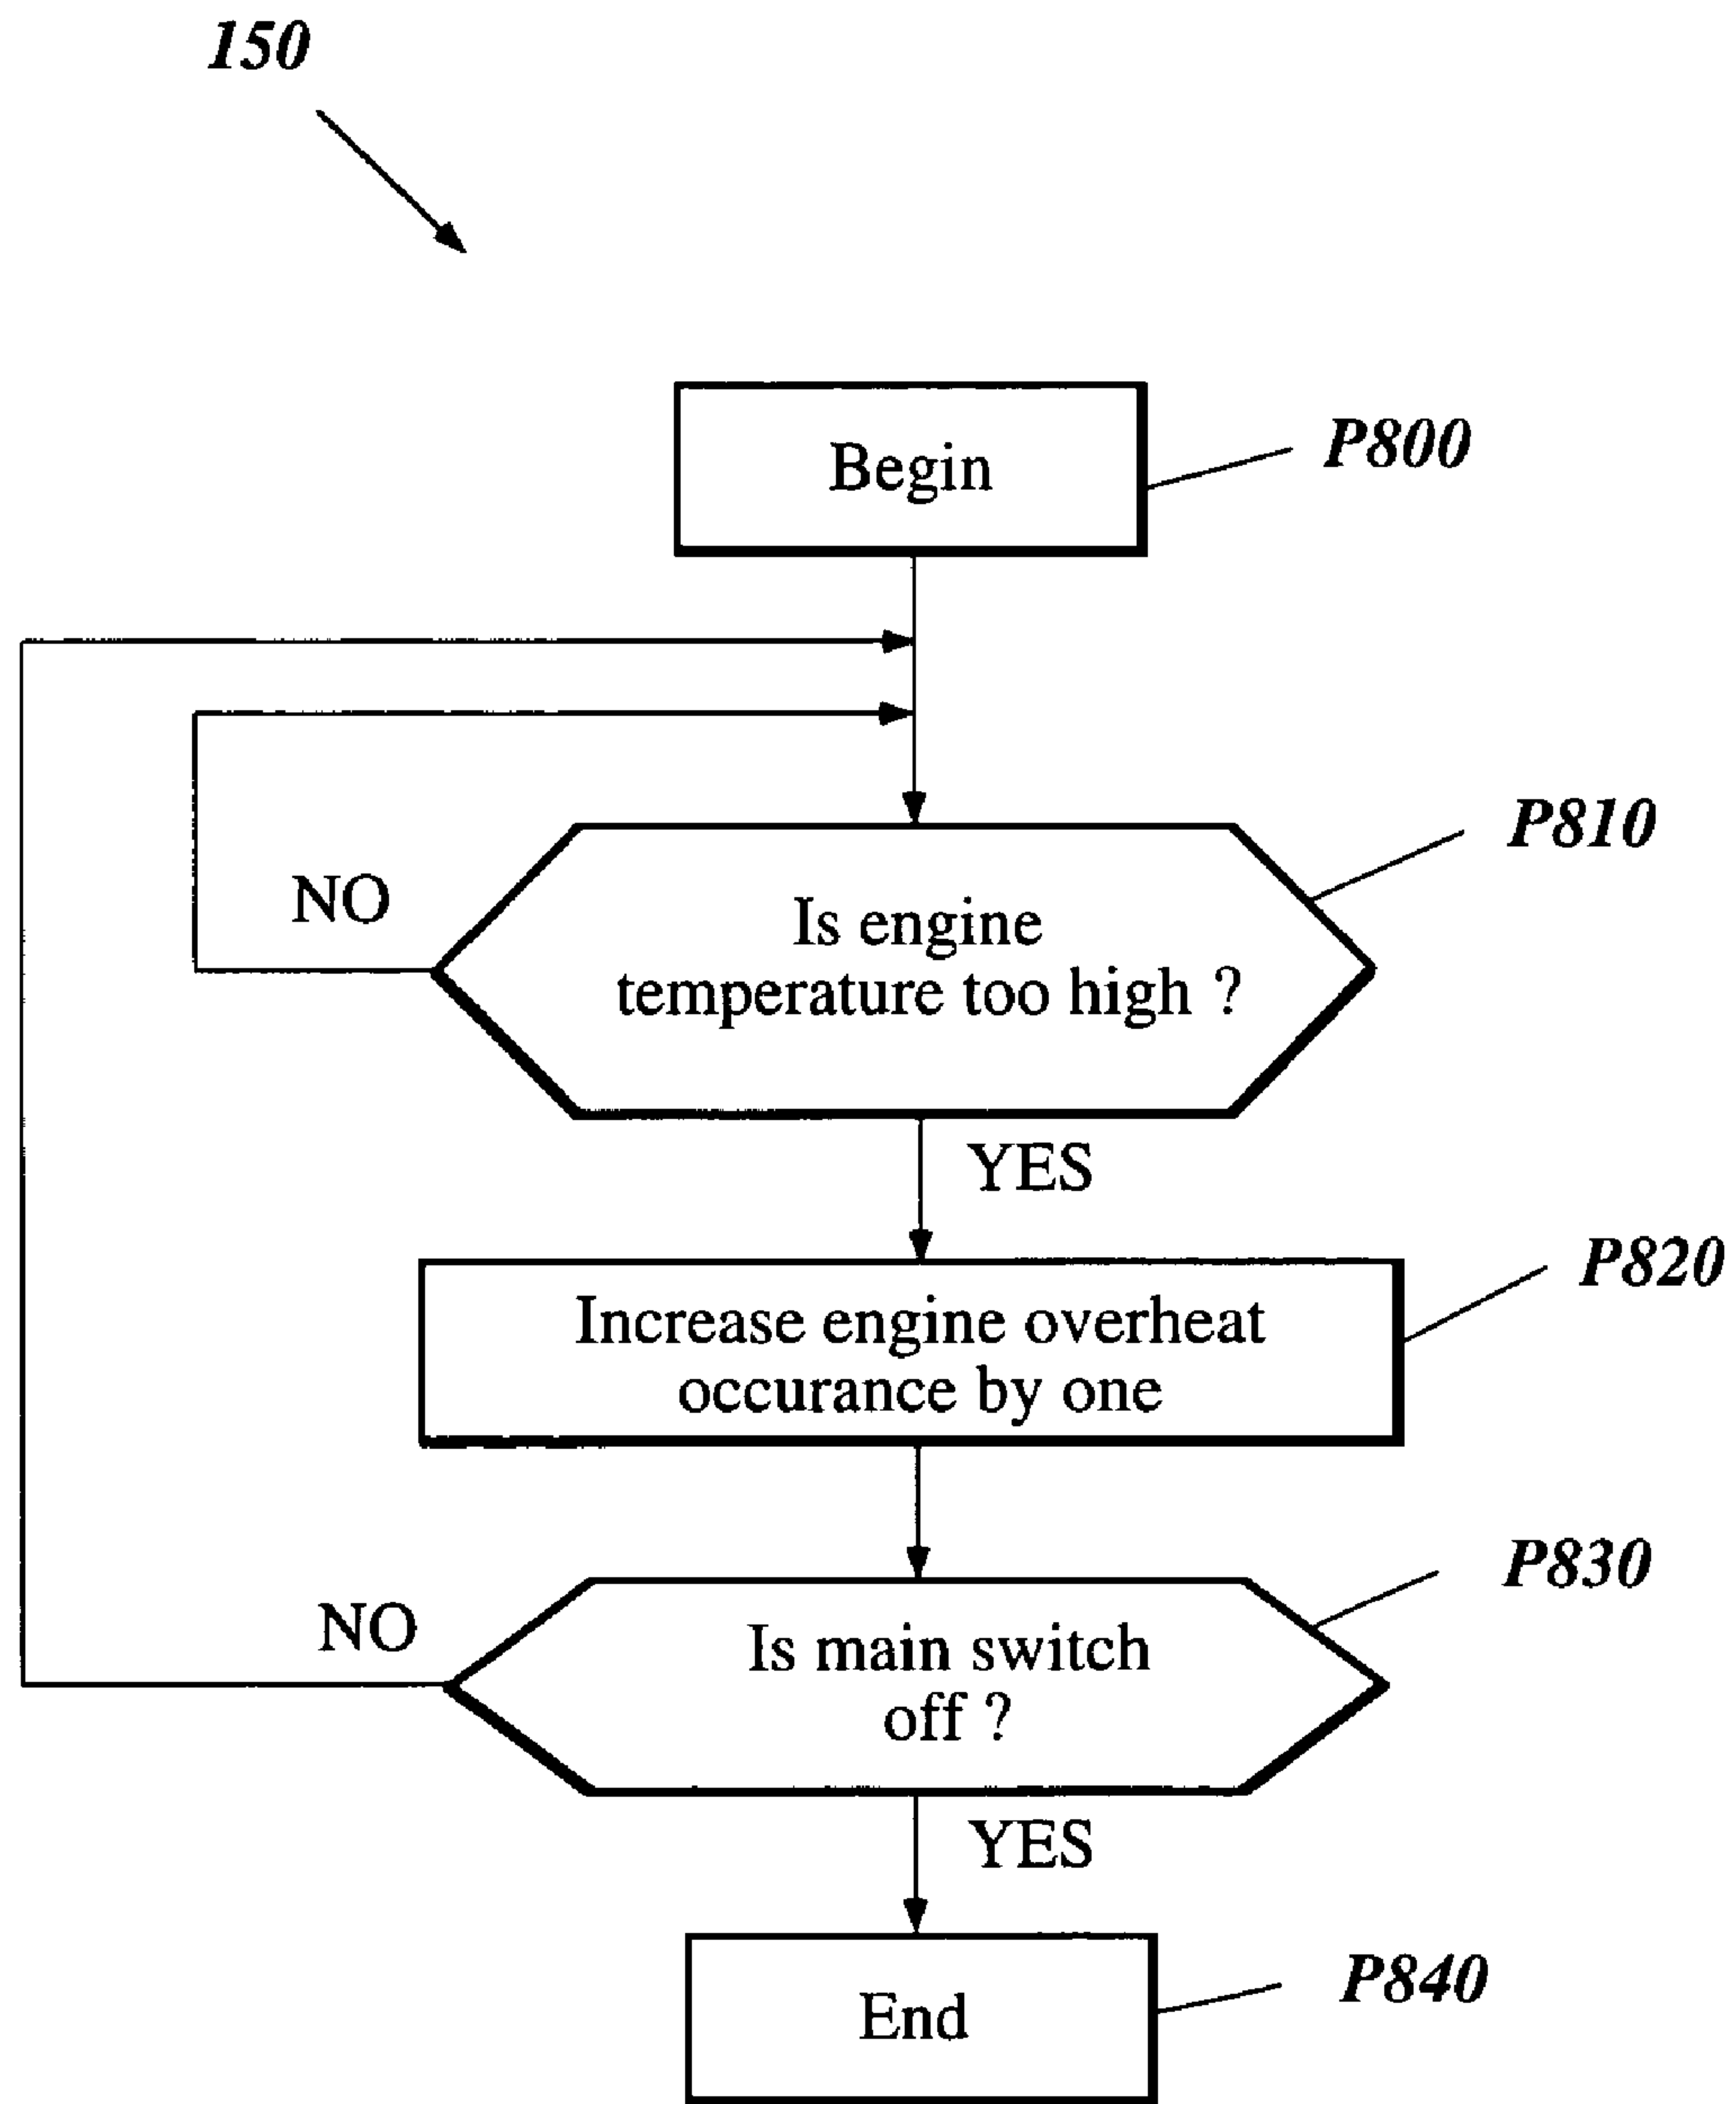 150
Begin
P800
P810
NO
Is engine
temperature too high ?
YES
P820
Increase engine overheat
occurance by one
P830
NO
Is main switch
off ?
YES
End
P840